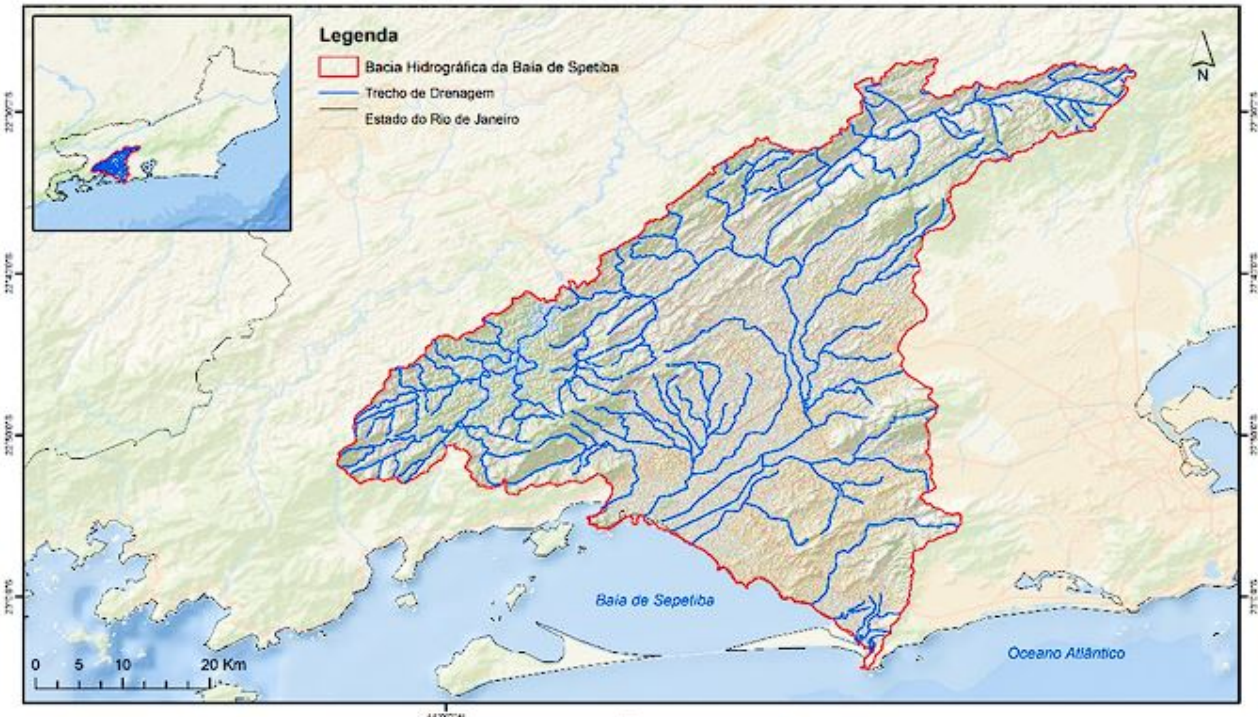 Legenda
Bacia Hidrográfica da Baía de Spetiba
Trecho de Drenagem
Estado do Rio de Janeiro
N
Baía de Sepetiba
Oceano Atlântico
0 5 10 20 Km